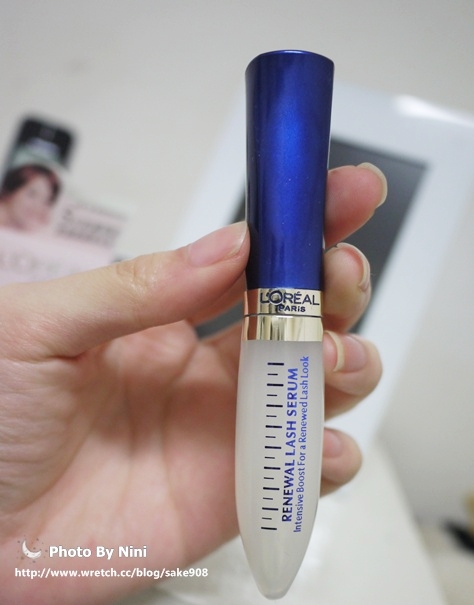 L'ORÉAL
PARIS
RENEWAL LASH SERUM
Intensive Boost For a Renewed Lash Look
Photo By Nini
http://www.wretch.cc/blog/sake908